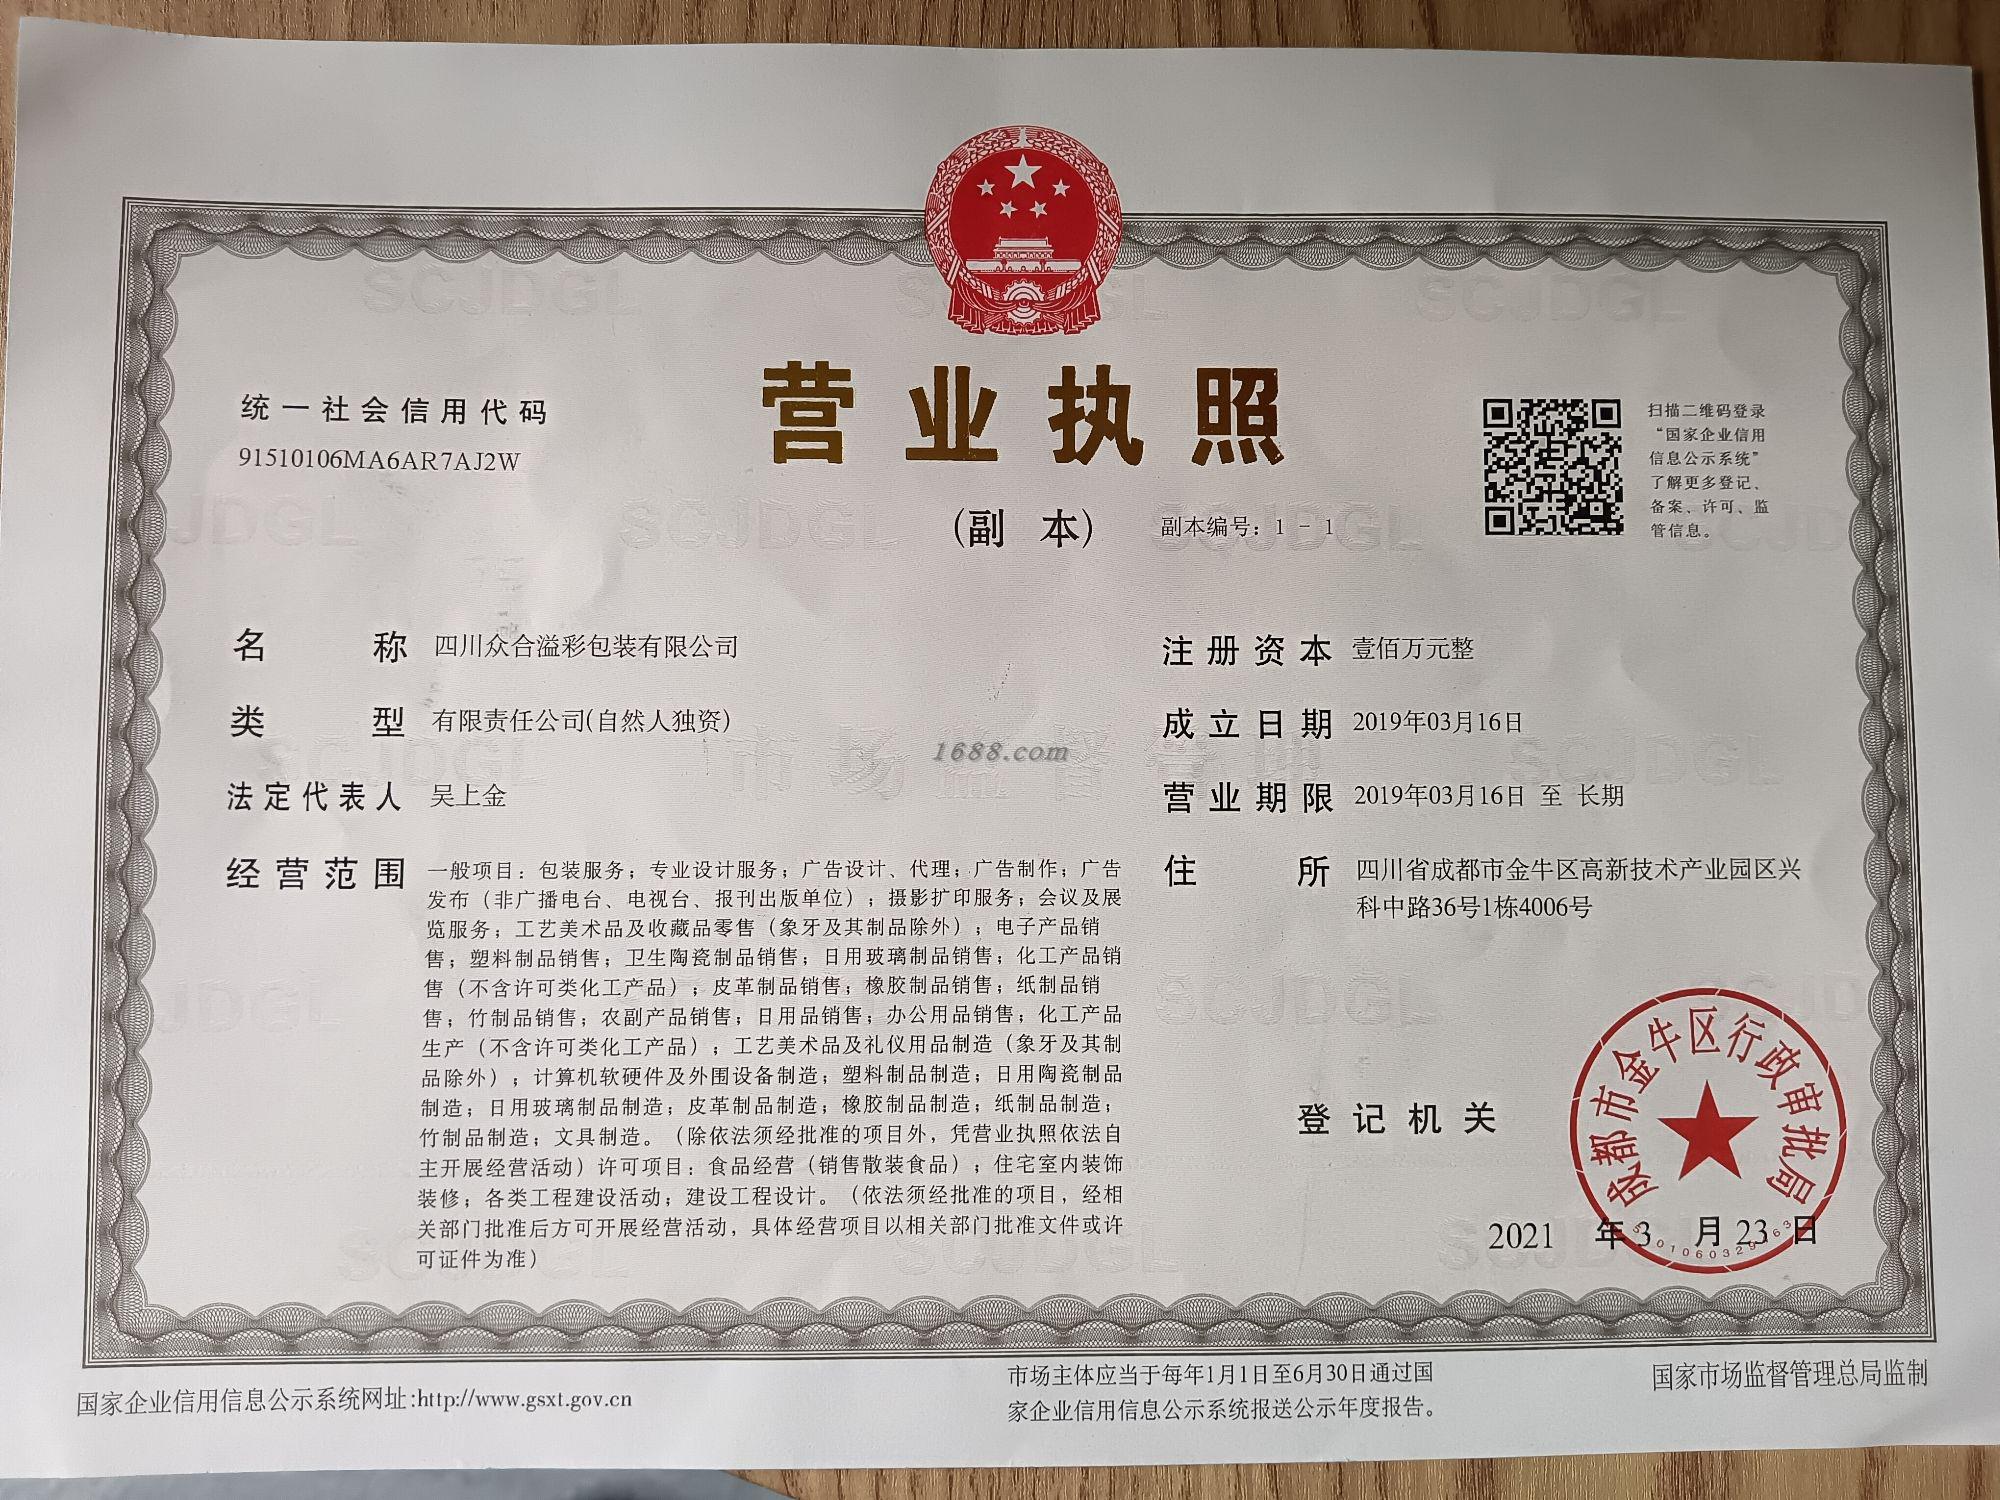 营业执照
(副 本) 副本编号: 1 - 1
统一社会信用代码
91510106MA6AR7AJ2W
扫描二维码登录
“国家企业信用
信息公示系统”
了解更多登记、
备案、许可、监
管信息。
名 称 四川众合溢彩包装有限公司
类 型 有限责任公司(自然人独资)
法定代表人 吴上金
经营范围 一般项目：包装服务；专业设计服务；广告设计、代理；广告制作；广告
发布（非广播电台、电视台、报刊出版单位）；摄影扩印服务；会议及展
览服务；工艺美术品及收藏品零售（象牙及其制品除外）；电子产品销
售；塑料制品销售；卫生陶瓷制品销售；日用玻璃制品销售；化工产品销
售（不含许可类化工产品）；皮革制品销售；橡胶制品销售；纸制品销
售；竹制品销售；农副产品销售；日用品销售；办公用品销售；化工产品
生产（不含许可类化工产品）；工艺美术品及礼仪用品制造（象牙及其制
品除外）；计算机软硬件及外围设备制造；塑料制品制造；日用陶瓷制品
制造；日用玻璃制品制造；皮革制品制造；橡胶制品制造；纸制品制造；
竹制品制造；文具制造。（除依法须经批准的项目外，凭营业执照依法自
主开展经营活动）许可项目：食品经营（销售散装食品）；住宅室内装饰
装修；各类工程建设活动；建设工程设计。（依法须经批准的项目，经相
关部门批准后方可开展经营活动，具体经营项目以相关部门批准文件或许
可证件为准）
注册资本 壹佰万元整
成立日期 2019年03月16日
营业期限 2019年03月16日 至 长期
住 所 四川省成都市金牛区高新技术产业园区兴
科中路36号1栋4006号
1688.com
登记机关
成都市金牛区行政审批局
2021 年 3 月 23 日
国家企业信用信息公示系统网址:http://www.gsxt.gov.cn
市场主体应当于每年1月1日至6月30日通过国
家企业信用信息公示系统报送公示年度报告。
国家市场监督管理总局监制
SCJDGL
市场监督管理